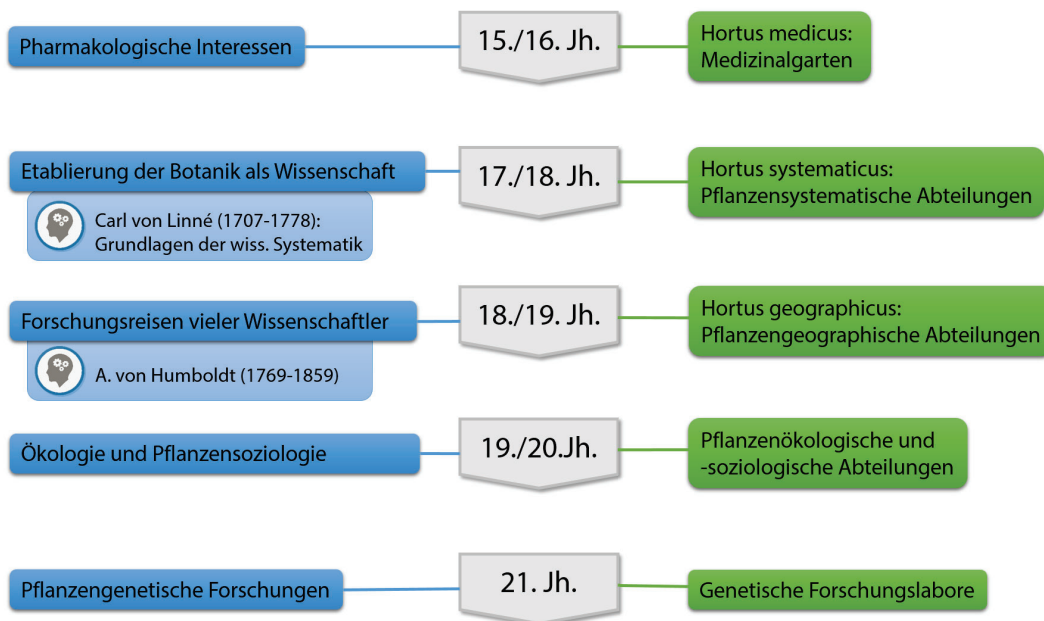 Pharmakologische Interessen
15./16. Jh.
Hortus medicus:
Medizinalgarten
Etablierung der Botanik als Wissenschaft
Carl von Linné (1707-1778):
Grundlagen der wiss. Systematik
17./18. Jh.
Hortus systematicus:
Pflanzensystematische Abteilungen
Forschungsreisen vieler Wissenschaftler
A. von Humboldt (1769-1859)
18./19. Jh.
Hortus geographicus:
Pflanzengeographische Abteilungen
Ökologie und Pflanzensoziologie
19./20.Jh.
Pflanzenökologische und
-soziologische Abteilungen
Pflanzengenetische Forschungen
21. Jh.
Genetische Forschungslabore